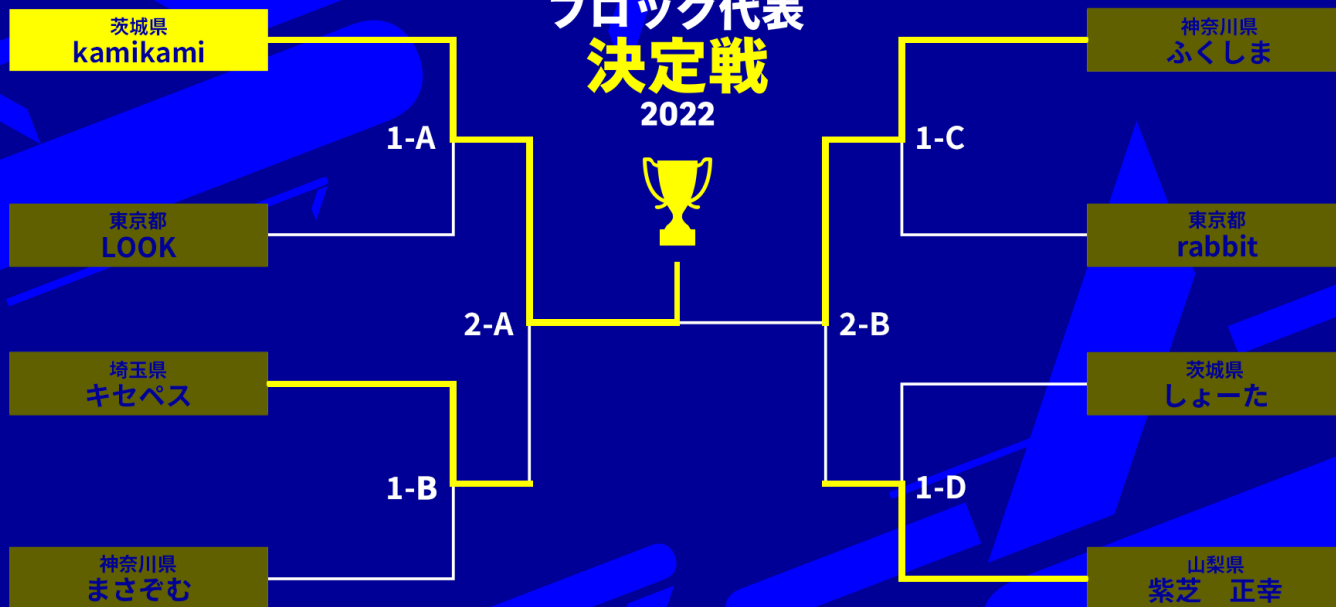 ブロック代表
決定戦
2022
茨城県
kamikami
東京都
LOOK
埼玉県
キセペス
神奈川県
まさぞむ
1-A
1-B
2-A
2-B
1-C
1-D
神奈川県
ふくしま
東京都
rabbit
茨城県
しょーた
山梨県
紫芝　正幸